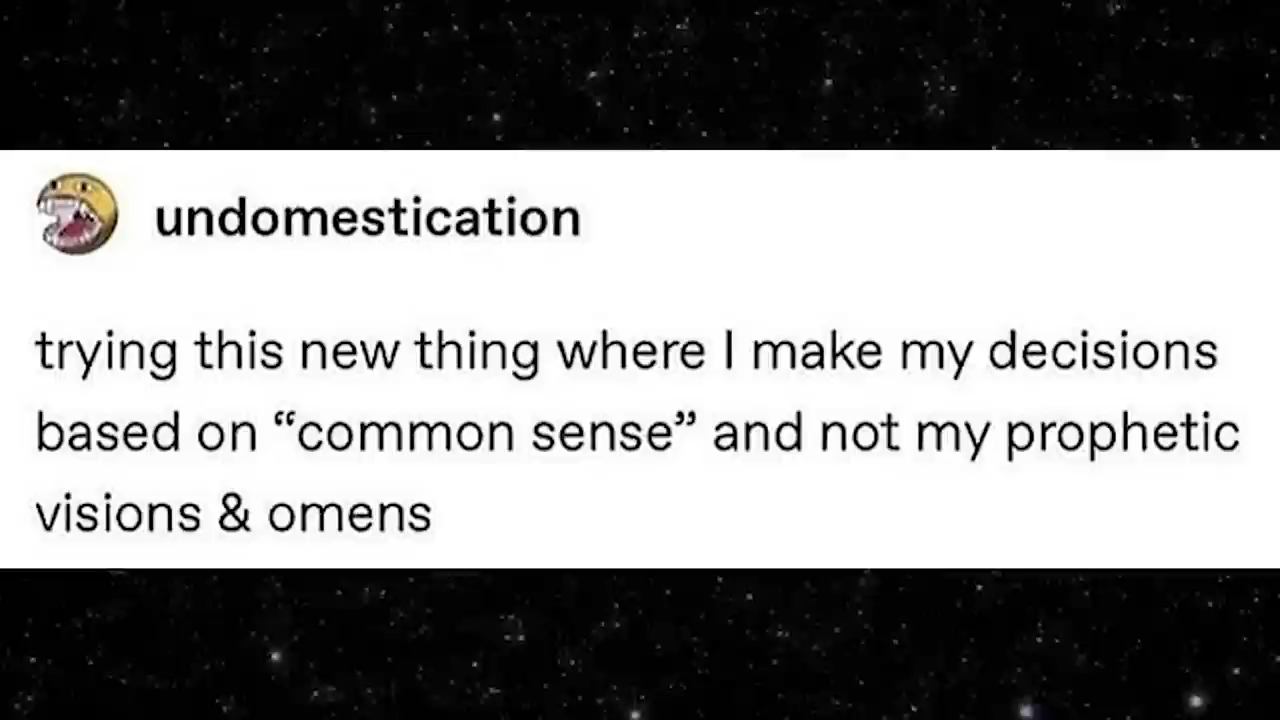 undomestication
trying this new thing where I make my decisions
based on “common sense” and not my prophetic
visions & omens